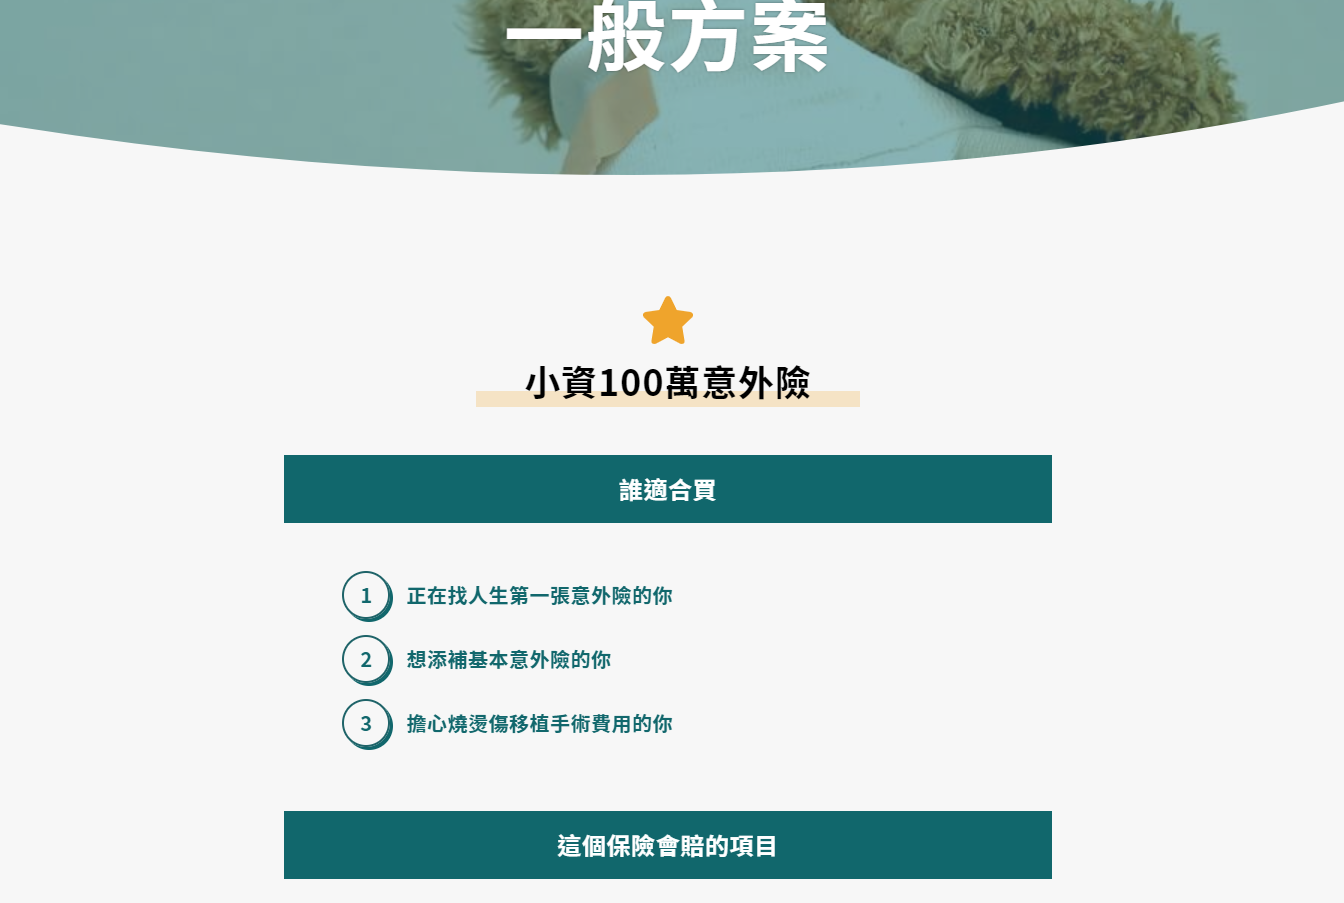 一般方案
小資100萬意外險
誰適合買
1 正在找人生第一張意外險的你
2 想添補基本意外險的你
3 擔心燒燙傷移植手術費用的你
這個保險會賠的項目